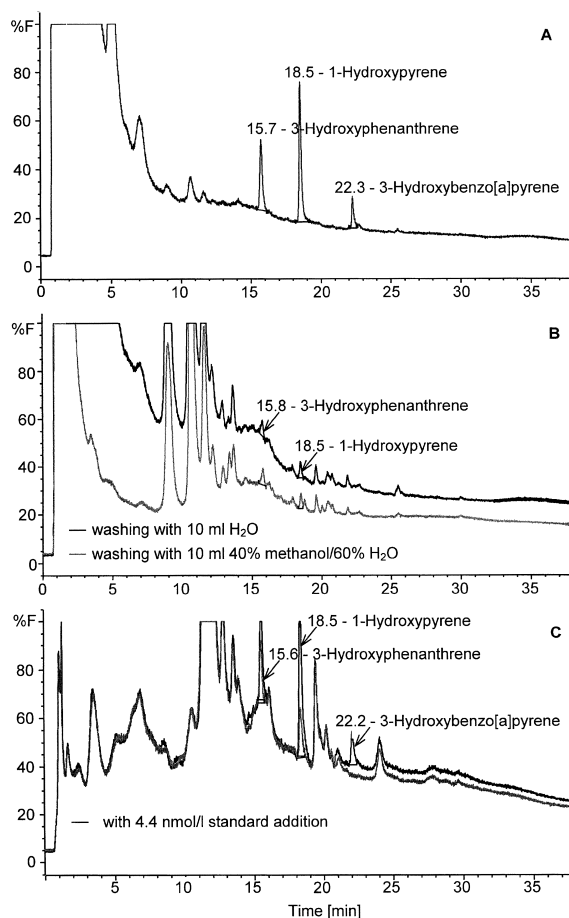 %F
A
80
60
40
20
0
18.5 - 1-Hydroxypyrene
15.7 - 3-Hydroxyphenanthrene
22.3 - 3-Hydroxybenzo[a]pyrene
0 5 10 15 20 25 30 35
%F
B
80
60
40
20
0
15.8 - 3-Hydroxyphenanthrene
18.5 - 1-Hydroxypyrene
washing with 10 ml H₂O
washing with 10 ml 40% methanol/60% H₂O
0 5 10 15 20 25 30 35
%F
C
80
60
40
20
0
18.5 - 1-Hydroxypyrene
15.6 - 3-Hydroxyphenanthrene
22.2 - 3-Hydroxybenzo[a]pyrene
with 4.4 nmol/l standard addition
5 10 15 20 25 30 35
Time [min]